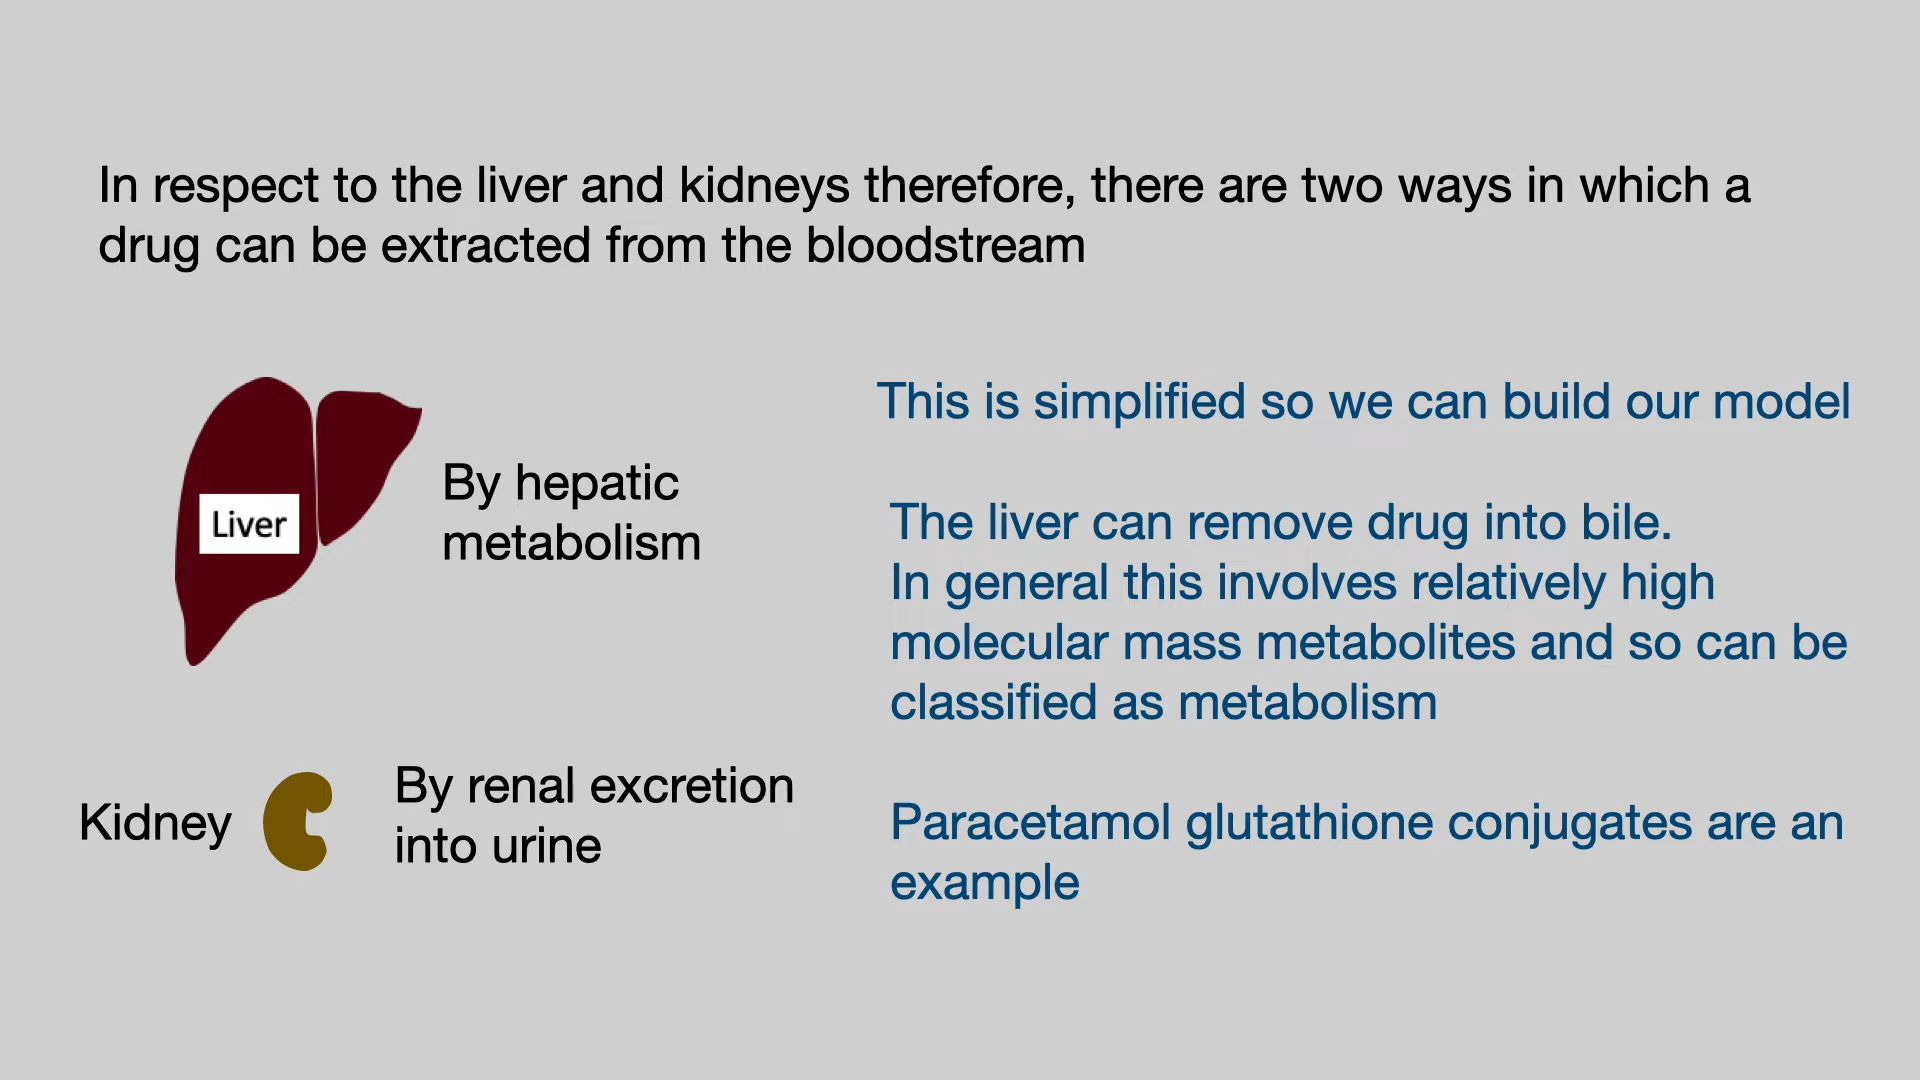 In respect to the liver and kidneys therefore, there are two ways in which a
drug can be extracted from the bloodstream
This is simplified so we can build our model
Liver
By hepatic
metabolism
The liver can remove drug into bile.
In general this involves relatively high
molecular mass metabolites and so can be
classified as metabolism
Kidney
By renal excretion
into urine
Paracetamol glutathione conjugates are an
example